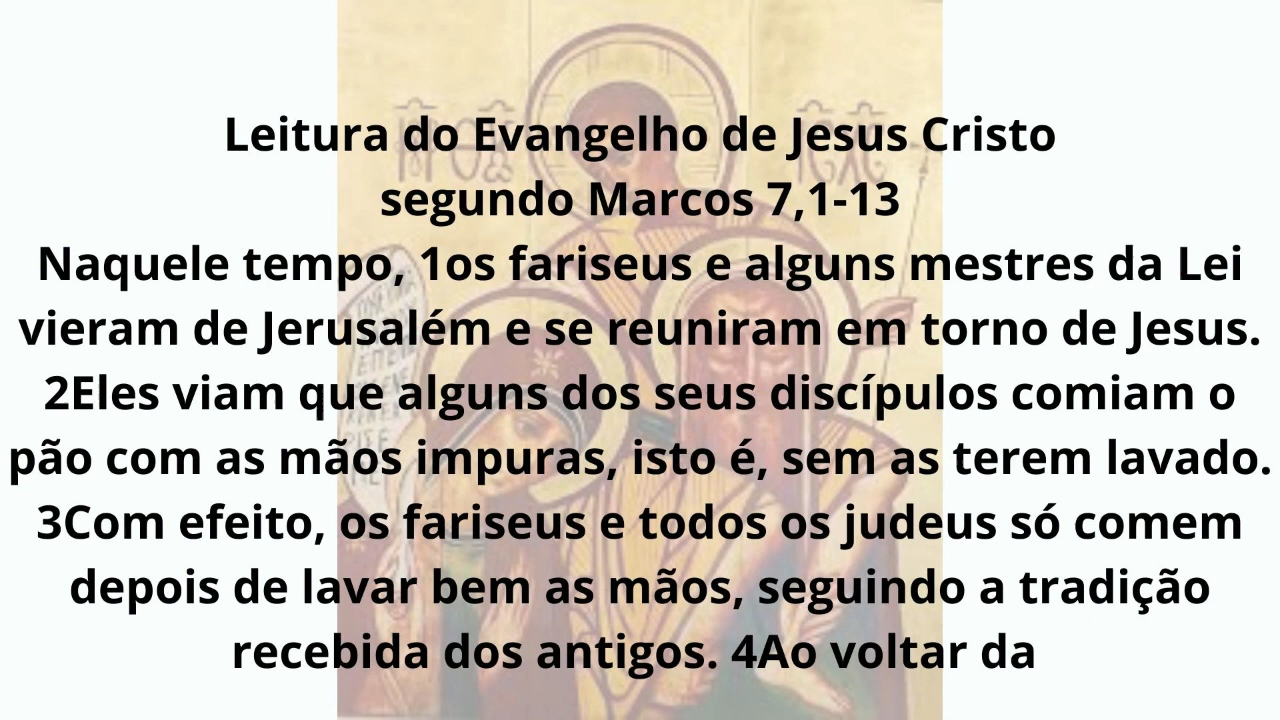 Leitura do Evangelho de Jesus Cristo
segundo Marcos 7,1-13
Naquele tempo, 1os fariseus e alguns mestres da Lei
vieram de Jerusalém e se reuniram em torno de Jesus.
2Eles viam que alguns dos seus discípulos comiam o
pão com as mãos impuras, isto é, sem as terem lavado.
3Com efeito, os fariseus e todos os judeus só comem
depois de lavar bem as mãos, seguindo a tradição
recebida dos antigos. 4Ao voltar da